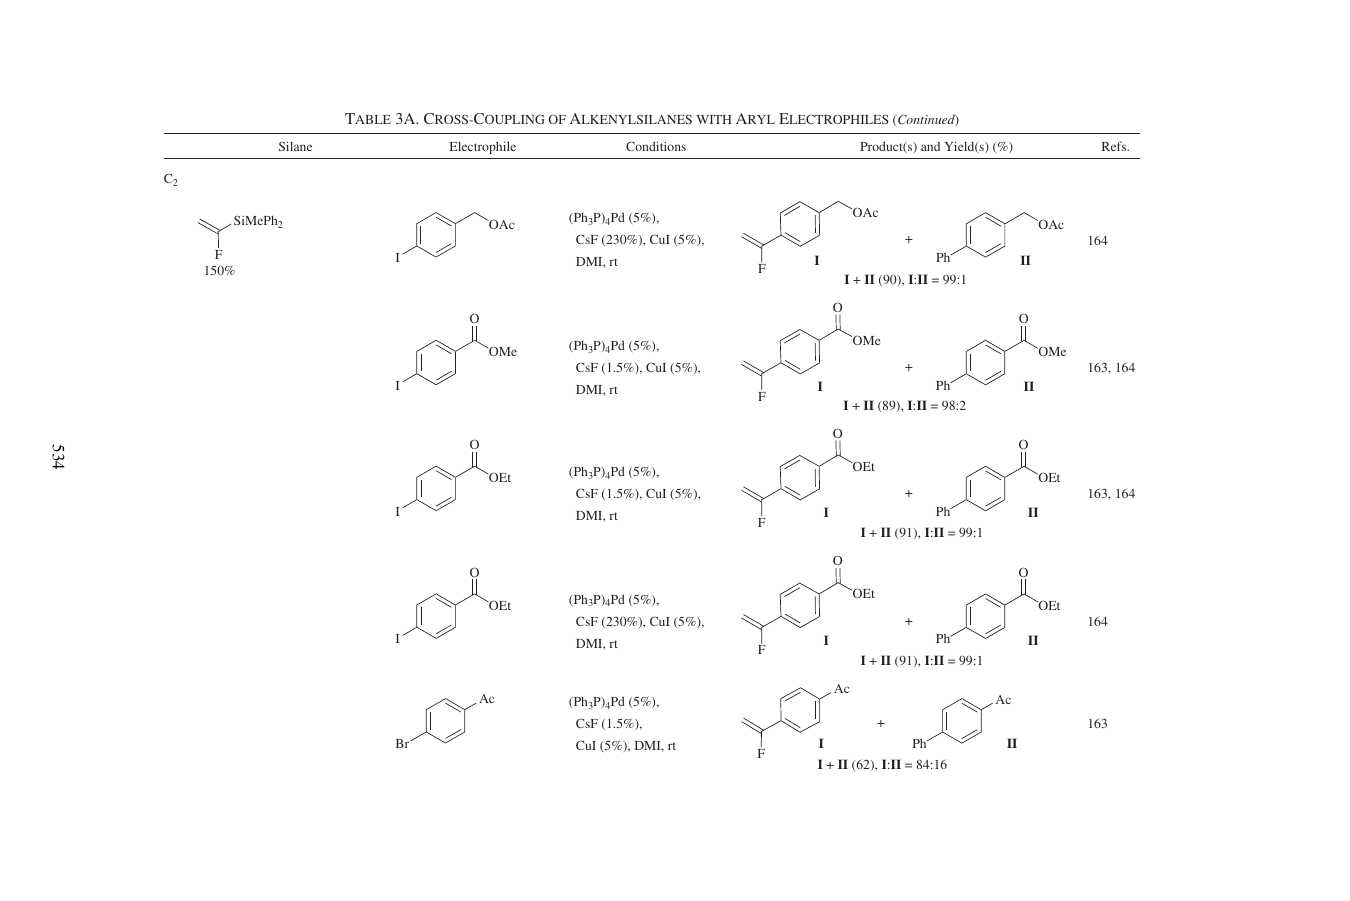 TABLE 3A. CROSS-COUPLING OF ALKENYLSILANES WITH ARYL ELECTROPHILES (Continued)
Silane Electrophile Conditions Product(s) and Yield(s) (%) Refs.
C2
SiMePh2
F
150%
OAc
I
(Ph3P)4Pd (5%),
CsF (230%), CuI (5%),
DMI, rt
OAc
F
I
+
OAc
Ph
II
I + II (90), I:II = 99:1
164
O
OMe
I
(Ph3P)4Pd (5%),
CsF (1.5%), CuI (5%),
DMI, rt
O
OMe
F
I
+
O
OMe
Ph
II
I + II (89), I:II = 98:2
163, 164
O
OEt
I
(Ph3P)4Pd (5%),
CsF (1.5%), CuI (5%),
DMI, rt
O
OEt
F
I
+
O
OEt
Ph
II
I + II (91), I:II = 99:1
163, 164
O
OEt
I
(Ph3P)4Pd (5%),
CsF (230%), CuI (5%),
DMI, rt
O
OEt
F
I
+
O
OEt
Ph
II
I + II (91), I:II = 99:1
164
Ac
Br
(Ph3P)4Pd (5%),
CsF (1.5%),
CuI (5%), DMI, rt
Ac
F
I
+
Ac
Ph
II
I + II (62), I:II = 84:16
163
534